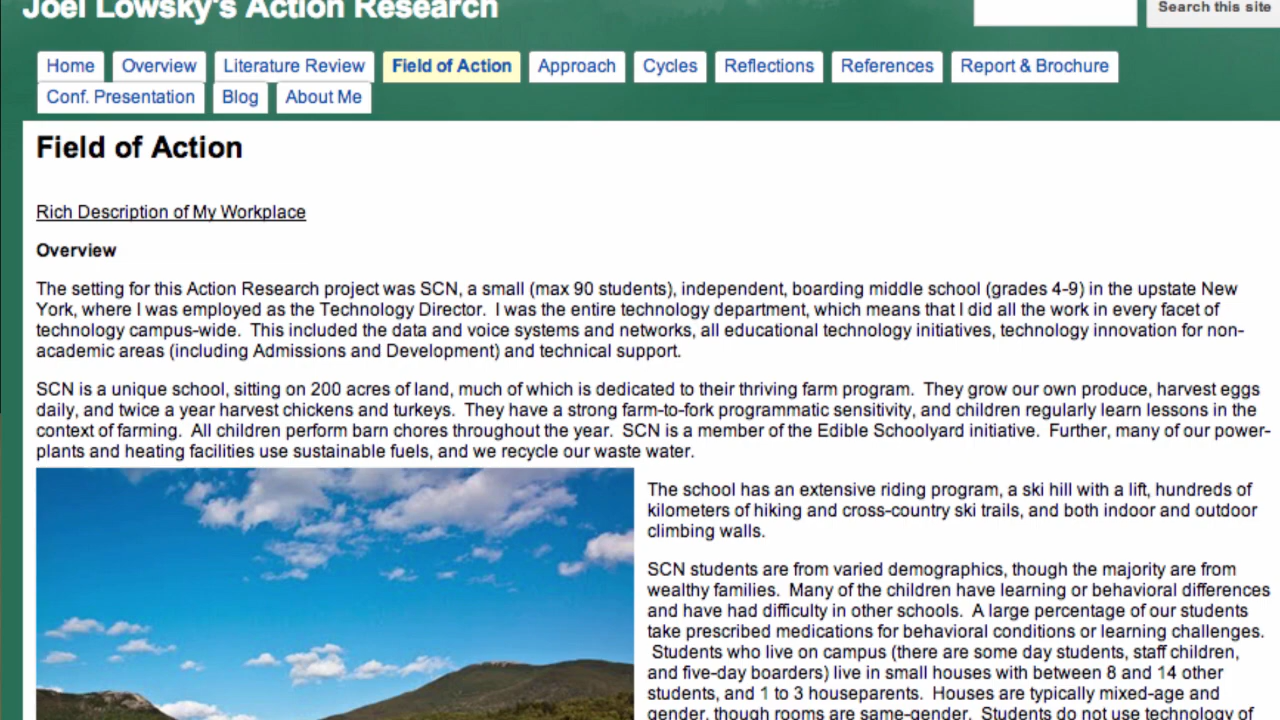 Joel Lowsky's Action Research
Search this site
Home Overview Literature Review Field of Action Approach Cycles Reflections References Report & Brochure
Conf. Presentation Blog About Me
Field of Action
Rich Description of My Workplace
Overview
The setting for this Action Research project was SCN, a small (max 90 students), independent, boarding middle school (grades 4-9) in the upstate New
York, where I was employed as the Technology Director.  I was the entire technology department, which means that I did all the work in every facet of
technology campus-wide.  This included the data and voice systems and networks, all educational technology initiatives, technology innovation for non-
academic areas (including Admissions and Development) and technical support.
SCN is a unique school, sitting on 200 acres of land, much of which is dedicated to their thriving farm program.  They grow our own produce, harvest eggs
daily, and twice a year harvest chickens and turkeys.  They have a strong farm-to-fork programmatic sensitivity, and children regularly learn lessons in the
context of farming.  All children perform barn chores throughout the year.  SCN is a member of the Edible Schoolyard initiative.  Further, many of our power-
plants and heating facilities use sustainable fuels, and we recycle our waste water.
The school has an extensive riding program, a ski hill with a lift, hundreds of
kilometers of hiking and cross-country ski trails, and both indoor and outdoor
climbing walls.
SCN students are from varied demographics, though the majority are from
wealthy families.  Many of the children have learning or behavioral differences
and have had difficulty in other schools.  A large percentage of our students
take prescribed medications for behavioral conditions or learning challenges.
Students who live on campus (there are some day students, staff children,
and five-day boarders) live in small houses with between 8 and 14 other
students, and 1 to 3 houseparents.  Houses are typically mixed-age and
gender, though rooms are same-gender.  Students do not use technology of